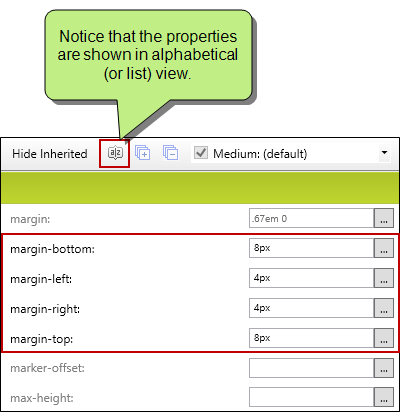 Notice that the properties
are shown in alphabetical
(or list) view.
Hide Inherited a|z Medium: (default)
margin: .67em 0 ...
margin-bottom: 8px ...
margin-left: 4px ...
margin-right: 4px ...
margin-top: 8px ...
marker-offset: ...
max-height: ...